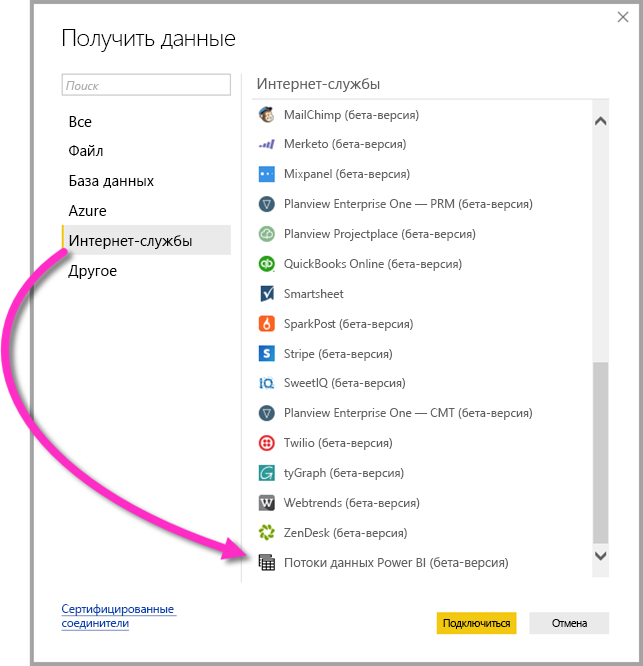 Получить данные
Поиск
Все
Файл
База данных
Azure
Интернет-службы
Другое
Интернет-службы
MailChimp (бета-версия)
Merketo (бета-версия)
Mixpanel (бета-версия)
Planview Enterprise One — PRM (бета-версия)
Planview Projectplace (бета-версия)
QuickBooks Online (бета-версия)
Smartsheet
SparkPost (бета-версия)
Stripe (бета-версия)
SweetIQ (бета-версия)
Planview Enterprise One — CMT (бета-версия)
Twilio (бета-версия)
tyGraph (бета-версия)
Webtrends (бета-версия)
ZenDesk (бета-версия)
Потоки данных Power BI (бета-версия)
Сертифицированные
соединители
Подключиться
Отмена